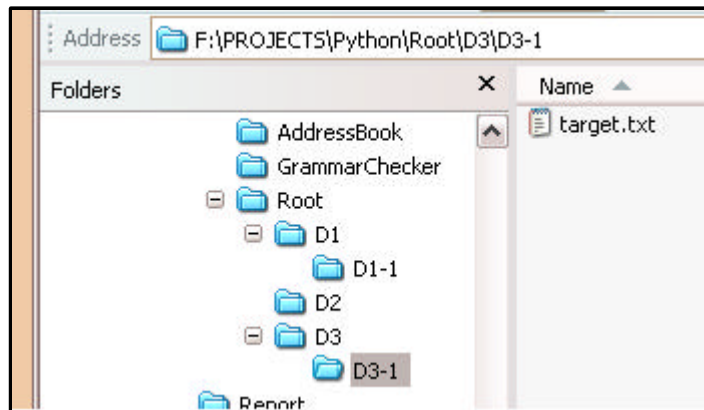 Address F:\PROJECTS\Python\Root\D3\D3-1
Folders
Name
target.txt
AddressBook
GrammarChecker
Root
D1
D1-1
D2
D3
D3-1
Report